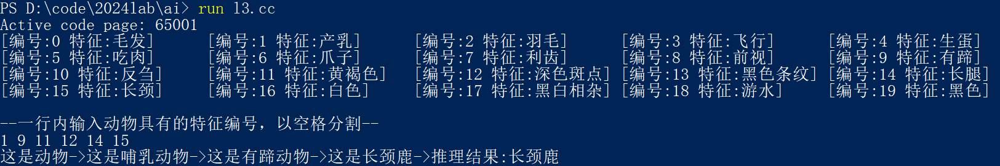 PS D:\code\2024lab\ai> run l3.cc
Active code page: 65001
[编号:0 特征:毛发] [编号:1 特征:产乳] [编号:2 特征:羽毛] [编号:3 特征:飞行] [编号:4 特征:生蛋]
[编号:5 特征:吃肉] [编号:6 特征:爪子] [编号:7 特征:利齿] [编号:8 特征:前视] [编号:9 特征:有蹄]
[编号:10 特征:反刍] [编号:11 特征:黄褐色] [编号:12 特征:深色斑点] [编号:13 特征:黑色条纹] [编号:14 特征:长腿]
[编号:15 特征:长颈] [编号:16 特征:白色] [编号:17 特征:黑白相杂] [编号:18 特征:游水] [编号:19 特征:黑色]
--一行内输入动物具有的特征编号，以空格分割--
1 9 11 12 14 15
这是动物->这是哺乳动物->这是有蹄动物->这是长颈鹿->推理结果:长颈鹿